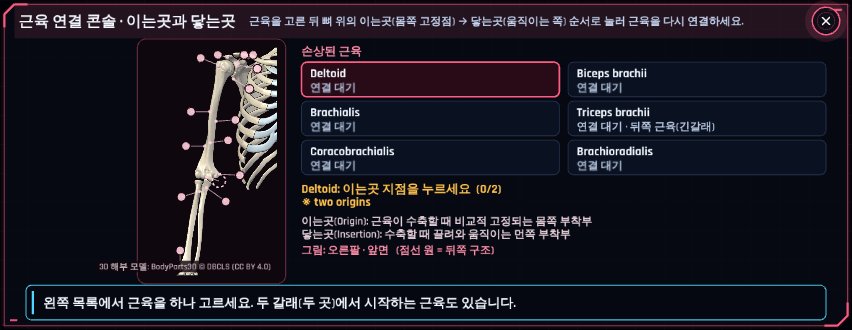 근육 연결 콘솔 · 이는곳과 닿는곳
근육을 고른 뒤 뼈 위의 이는곳(몸쪽 고정점) → 닿는곳(움직이는 쪽) 순서로 눌러 근육을 다시 연결하세요.
손상된 근육
Deltoid
연결 대기
Biceps brachii
연결 대기
Brachialis
연결 대기
Triceps brachii
연결 대기 · 뒤쪽 근육(긴갈래)
Coracobrachialis
연결 대기
Brachioradialis
연결 대기
Deltoid: 이는곳 지점을 누르세요 (0/2)
※ two origins
이는곳(Origin): 근육이 수축할 때 비교적 고정되는 몸쪽 부착부
닿는곳(Insertion): 수축할 때 끌려와 움직이는 먼쪽 부착부
그림: 오른팔 · 앞면 (점선 원 = 뒤쪽 구조)
3D 해부 모델: BodyParts3D © DBCLS (CC BY 4.0)
왼쪽 목록에서 근육을 하나 고르세요. 두 갈래(두 곳)에서 시작하는 근육도 있습니다.